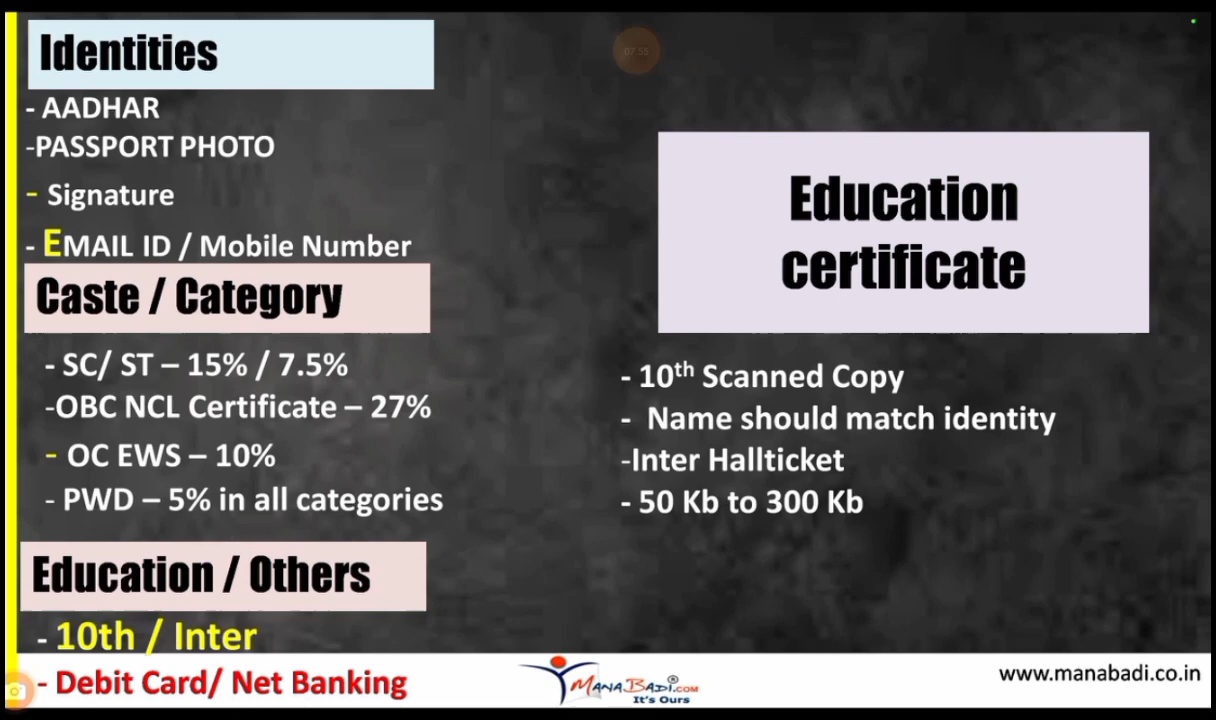 Identities
- AADHAR
-PASSPORT PHOTO
- Signature
- EMAIL ID / Mobile Number
Caste / Category
- SC/ ST – 15% / 7.5%
-OBC NCL Certificate – 27%
- OC EWS – 10%
- PWD – 5% in all categories
Education / Others
- 10th / Inter
- Debit Card/ Net Banking
07:55
Education
certificate
- 10th Scanned Copy
- Name should match identity
-Inter Hallticket
- 50 Kb to 300 Kb
MANABADI®.COM
It's Ours
www.manabadi.co.in